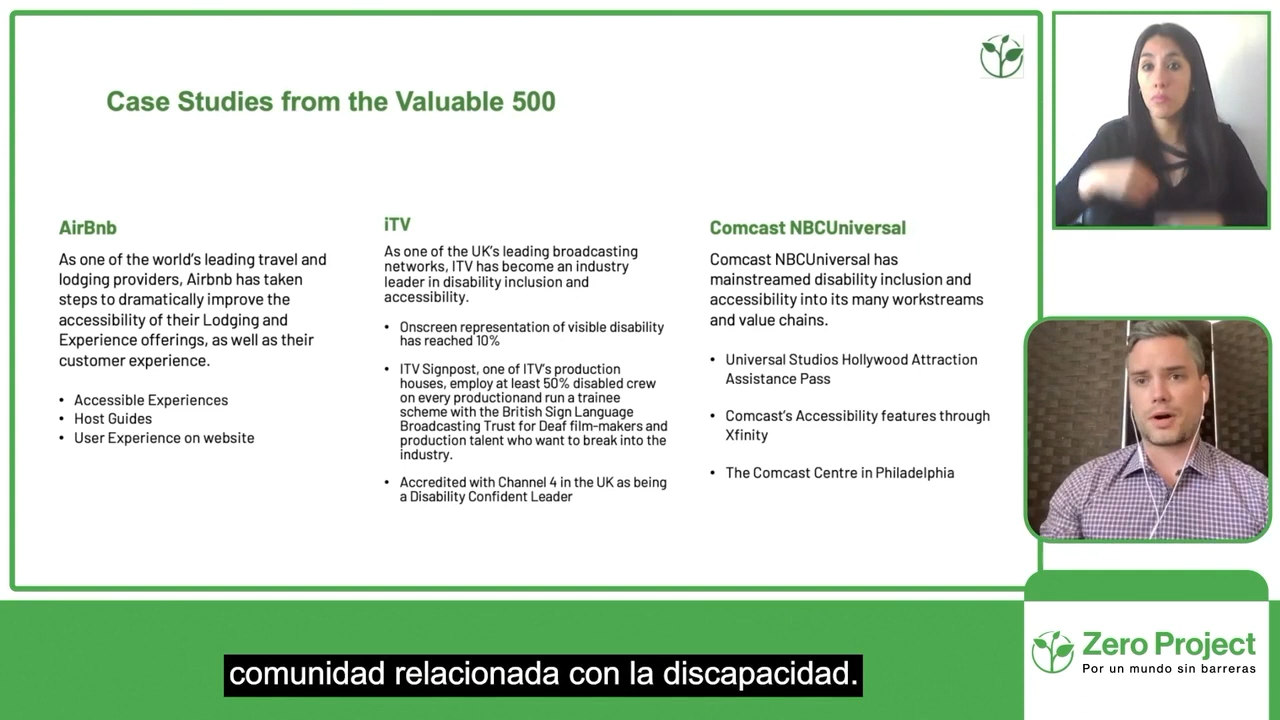 Case Studies from the Valuable 500
AirBnb
As one of the world's leading travel and
lodging providers, Airbnb has taken
steps to dramatically improve the
accessibility of their Lodging and
Experience offerings, as well as their
customer experience.
• Accessible Experiences
• Host Guides
• User Experience on website
iTV
As one of the UK's leading broadcasting
networks, ITV has become an industry
leader in disability inclusion and
accessibility.
• Onscreen representation of visible disability
has reached 10%
• ITV Signpost, one of ITV's production
houses, employ at least 50% disabled crew
on every productionand run a trainee
scheme with the British Sign Language
Broadcasting Trust for Deaf film-makers and
production talent who want to break into the
industry.
• Accredited with Channel 4 in the UK as being
a Disability Confident Leader
Comcast NBCUniversal
Comcast NBCUniversal has
mainstreamed disability inclusion and
accessibility into its many workstreams
and value chains.
• Universal Studios Hollywood Attraction
Assistance Pass
• Comcast's Accessibility features through
Xfinity
• The Comcast Centre in Philadelphia
comunidad relacionada con la discapacidad.
Zero Project
Por un mundo sin barreras